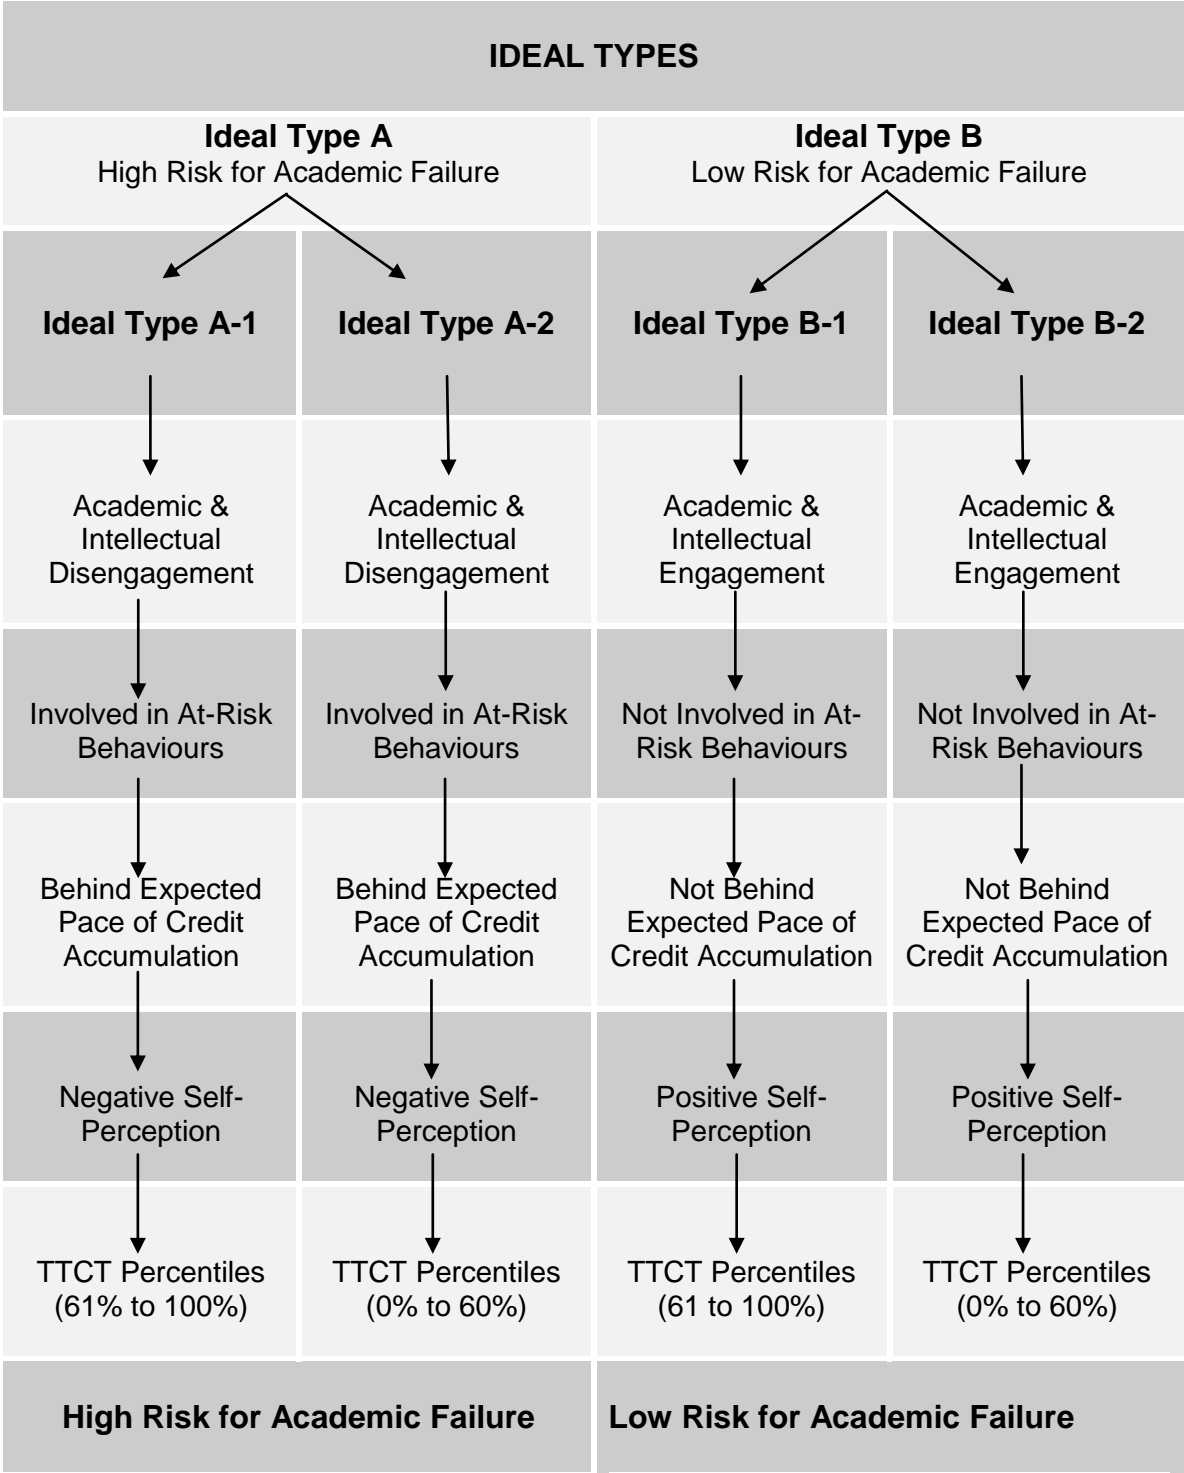 IDEAL TYPES
Ideal Type A
High Risk for Academic Failure
Ideal Type B
Low Risk for Academic Failure
Ideal Type A-1
Ideal Type A-2
Ideal Type B-1
Ideal Type B-2
Academic &
Intellectual
Disengagement
Academic &
Intellectual
Disengagement
Academic &
Intellectual
Engagement
Academic &
Intellectual
Engagement
Involved in At-Risk
Behaviours
Involved in At-Risk
Behaviours
Not Involved in At-
Risk Behaviours
Not Involved in At-
Risk Behaviours
Behind Expected
Pace of Credit
Accumulation
Behind Expected
Pace of Credit
Accumulation
Not Behind
Expected Pace of
Credit Accumulation
Not Behind
Expected Pace of
Credit Accumulation
Negative Self-
Perception
Negative Self-
Perception
Positive Self-
Perception
Positive Self-
Perception
TTCT Percentiles
(61% to 100%)
TTCT Percentiles
(0% to 60%)
TTCT Percentiles
(61 to 100%)
TTCT Percentiles
(0% to 60%)
High Risk for Academic Failure
Low Risk for Academic Failure